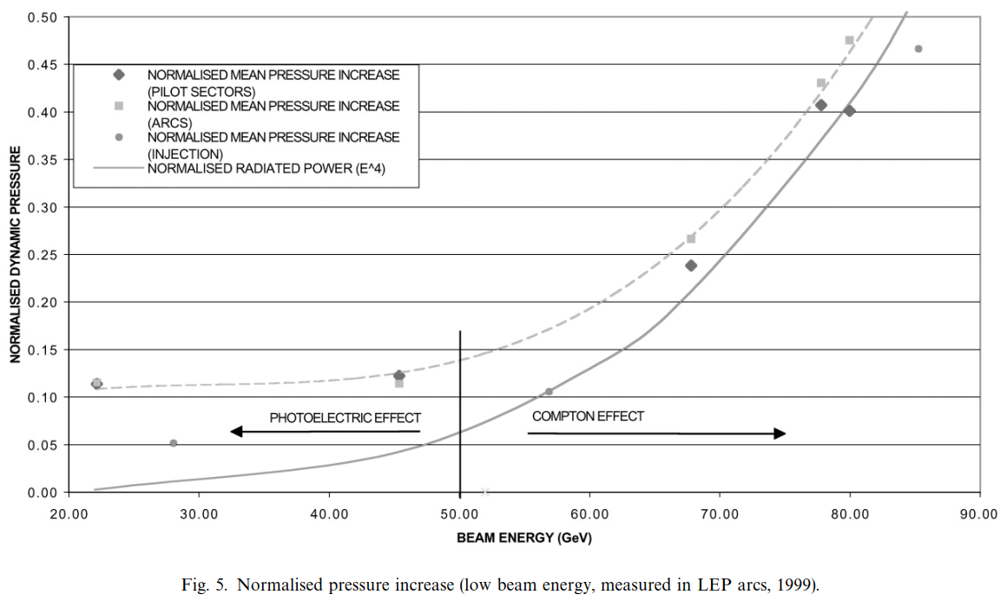 0.50
0.45
0.40
0.35
0.30
0.25
0.20
0.15
0.10
0.05
0.00
NORMALISED DYNAMIC PRESSURE
NORMALISED MEAN PRESSURE INCREASE
(PILOT SECTORS)
NORMALISED MEAN PRESSURE INCREASE
(ARCS)
NORMALISED MEAN PRESSURE INCREASE
(INJECTION)
NORMALISED RADIATED POWER (E^4)
PHOTOELECTRIC EFFECT
COMPTON EFFECT
20.00 30.00 40.00 50.00 60.00 70.00 80.00 90.00
BEAM ENERGY (GeV)
Fig. 5. Normalised pressure increase (low beam energy, measured in LEP arcs, 1999).